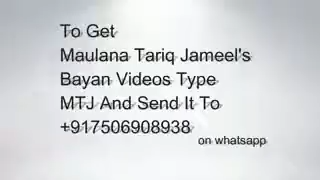 To Get
Maulana Tariq Jameel's
Bayan Videos Type
MTJ And Send It To
+917506908938
on whatsapp